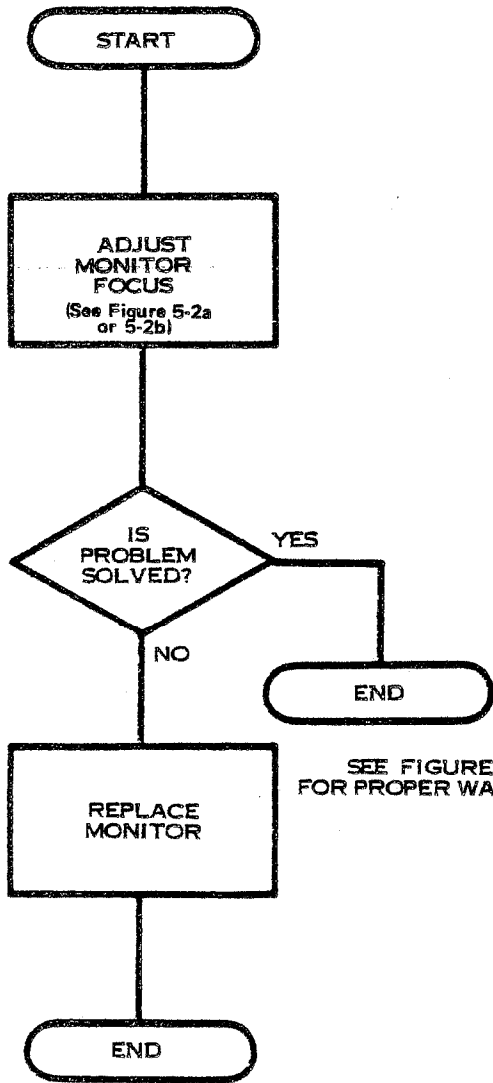 START
ADJUST
MONITOR
FOCUS
(See Figure 5-2a
or 5-2b)
IS
PROBLEM
SOLVED?
YES
NO
END
SEE FIGURE
FOR PROPER WA
REPLACE
MONITOR
END